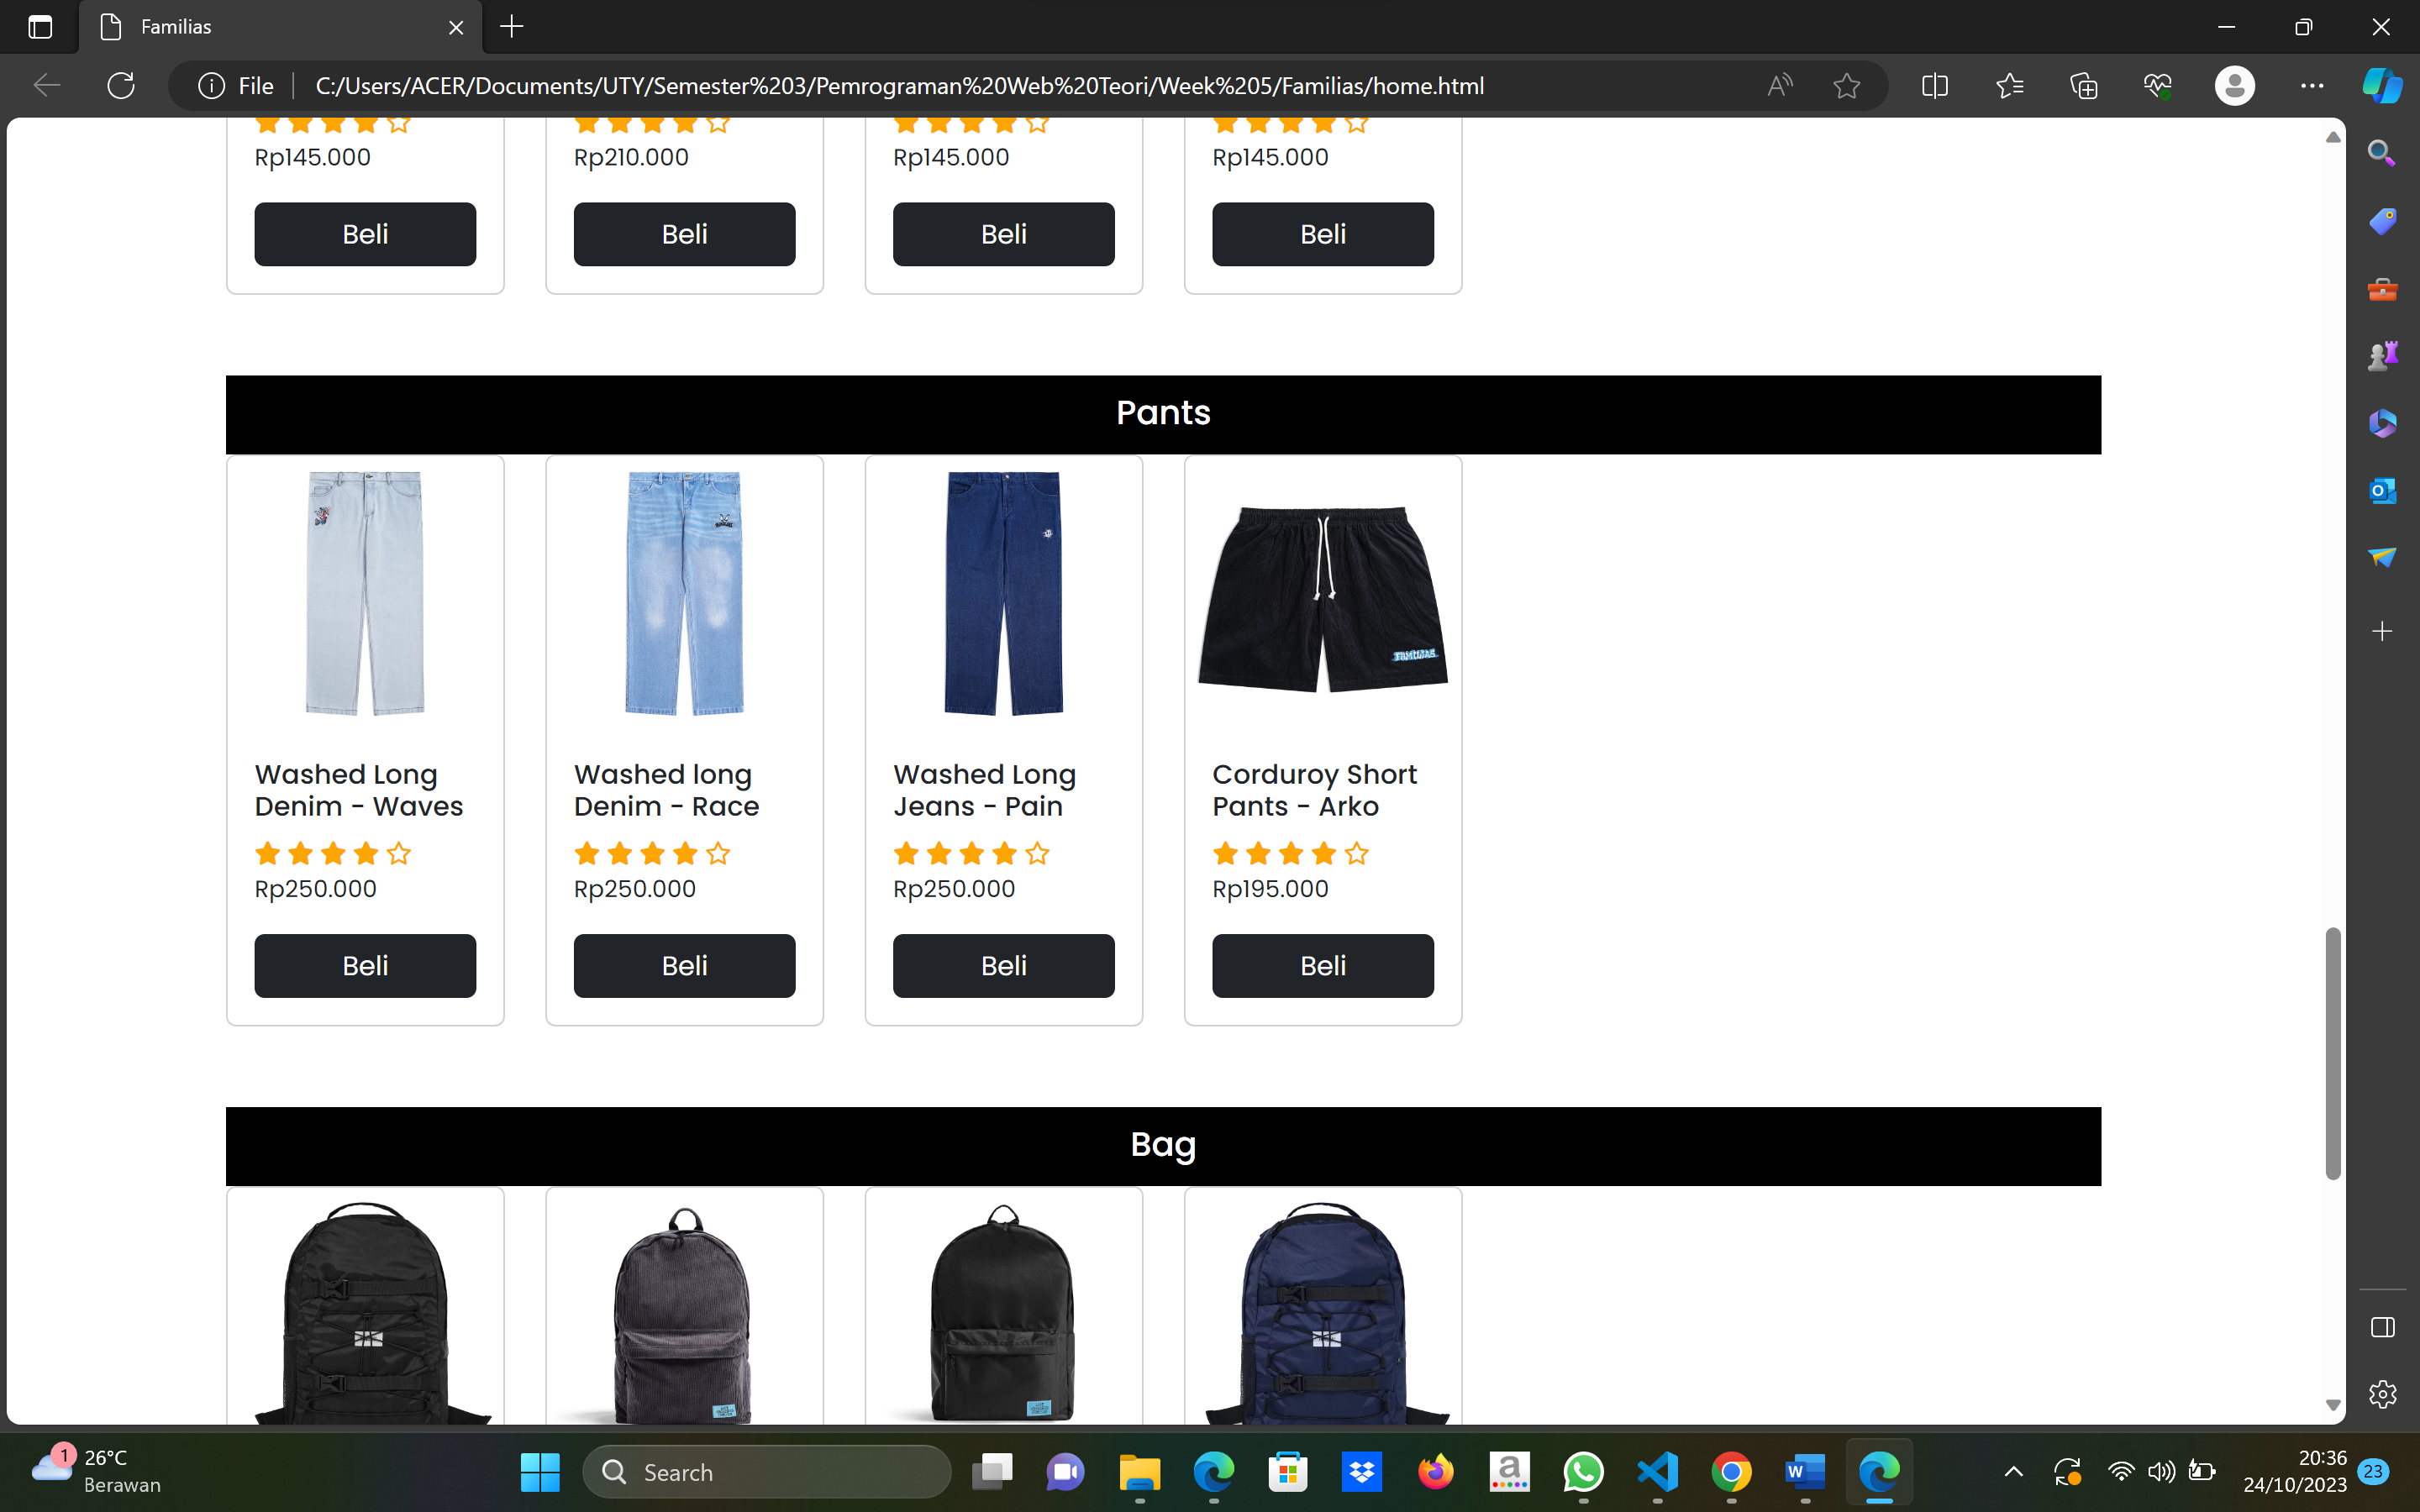 Familias
File
C:/Users/ACER/Documents/UTY/Semester%203/Pemrograman%20Web%20Teori/Week%205/Familias/home.html
Rp145.000 Rp210.000 Rp145.000 Rp145.000
Beli Beli Beli Beli
Pants
FAMILIAS
Washed Long Washed long Washed Long Corduroy Short
Denim - Waves Denim - Race Jeans - Pain Pants - Arko
Rp250.000 Rp250.000 Rp250.000 Rp195.000
Beli Beli Beli Beli
Bag
1 26°C
Berawan
Search
20:36
24/10/2023
23